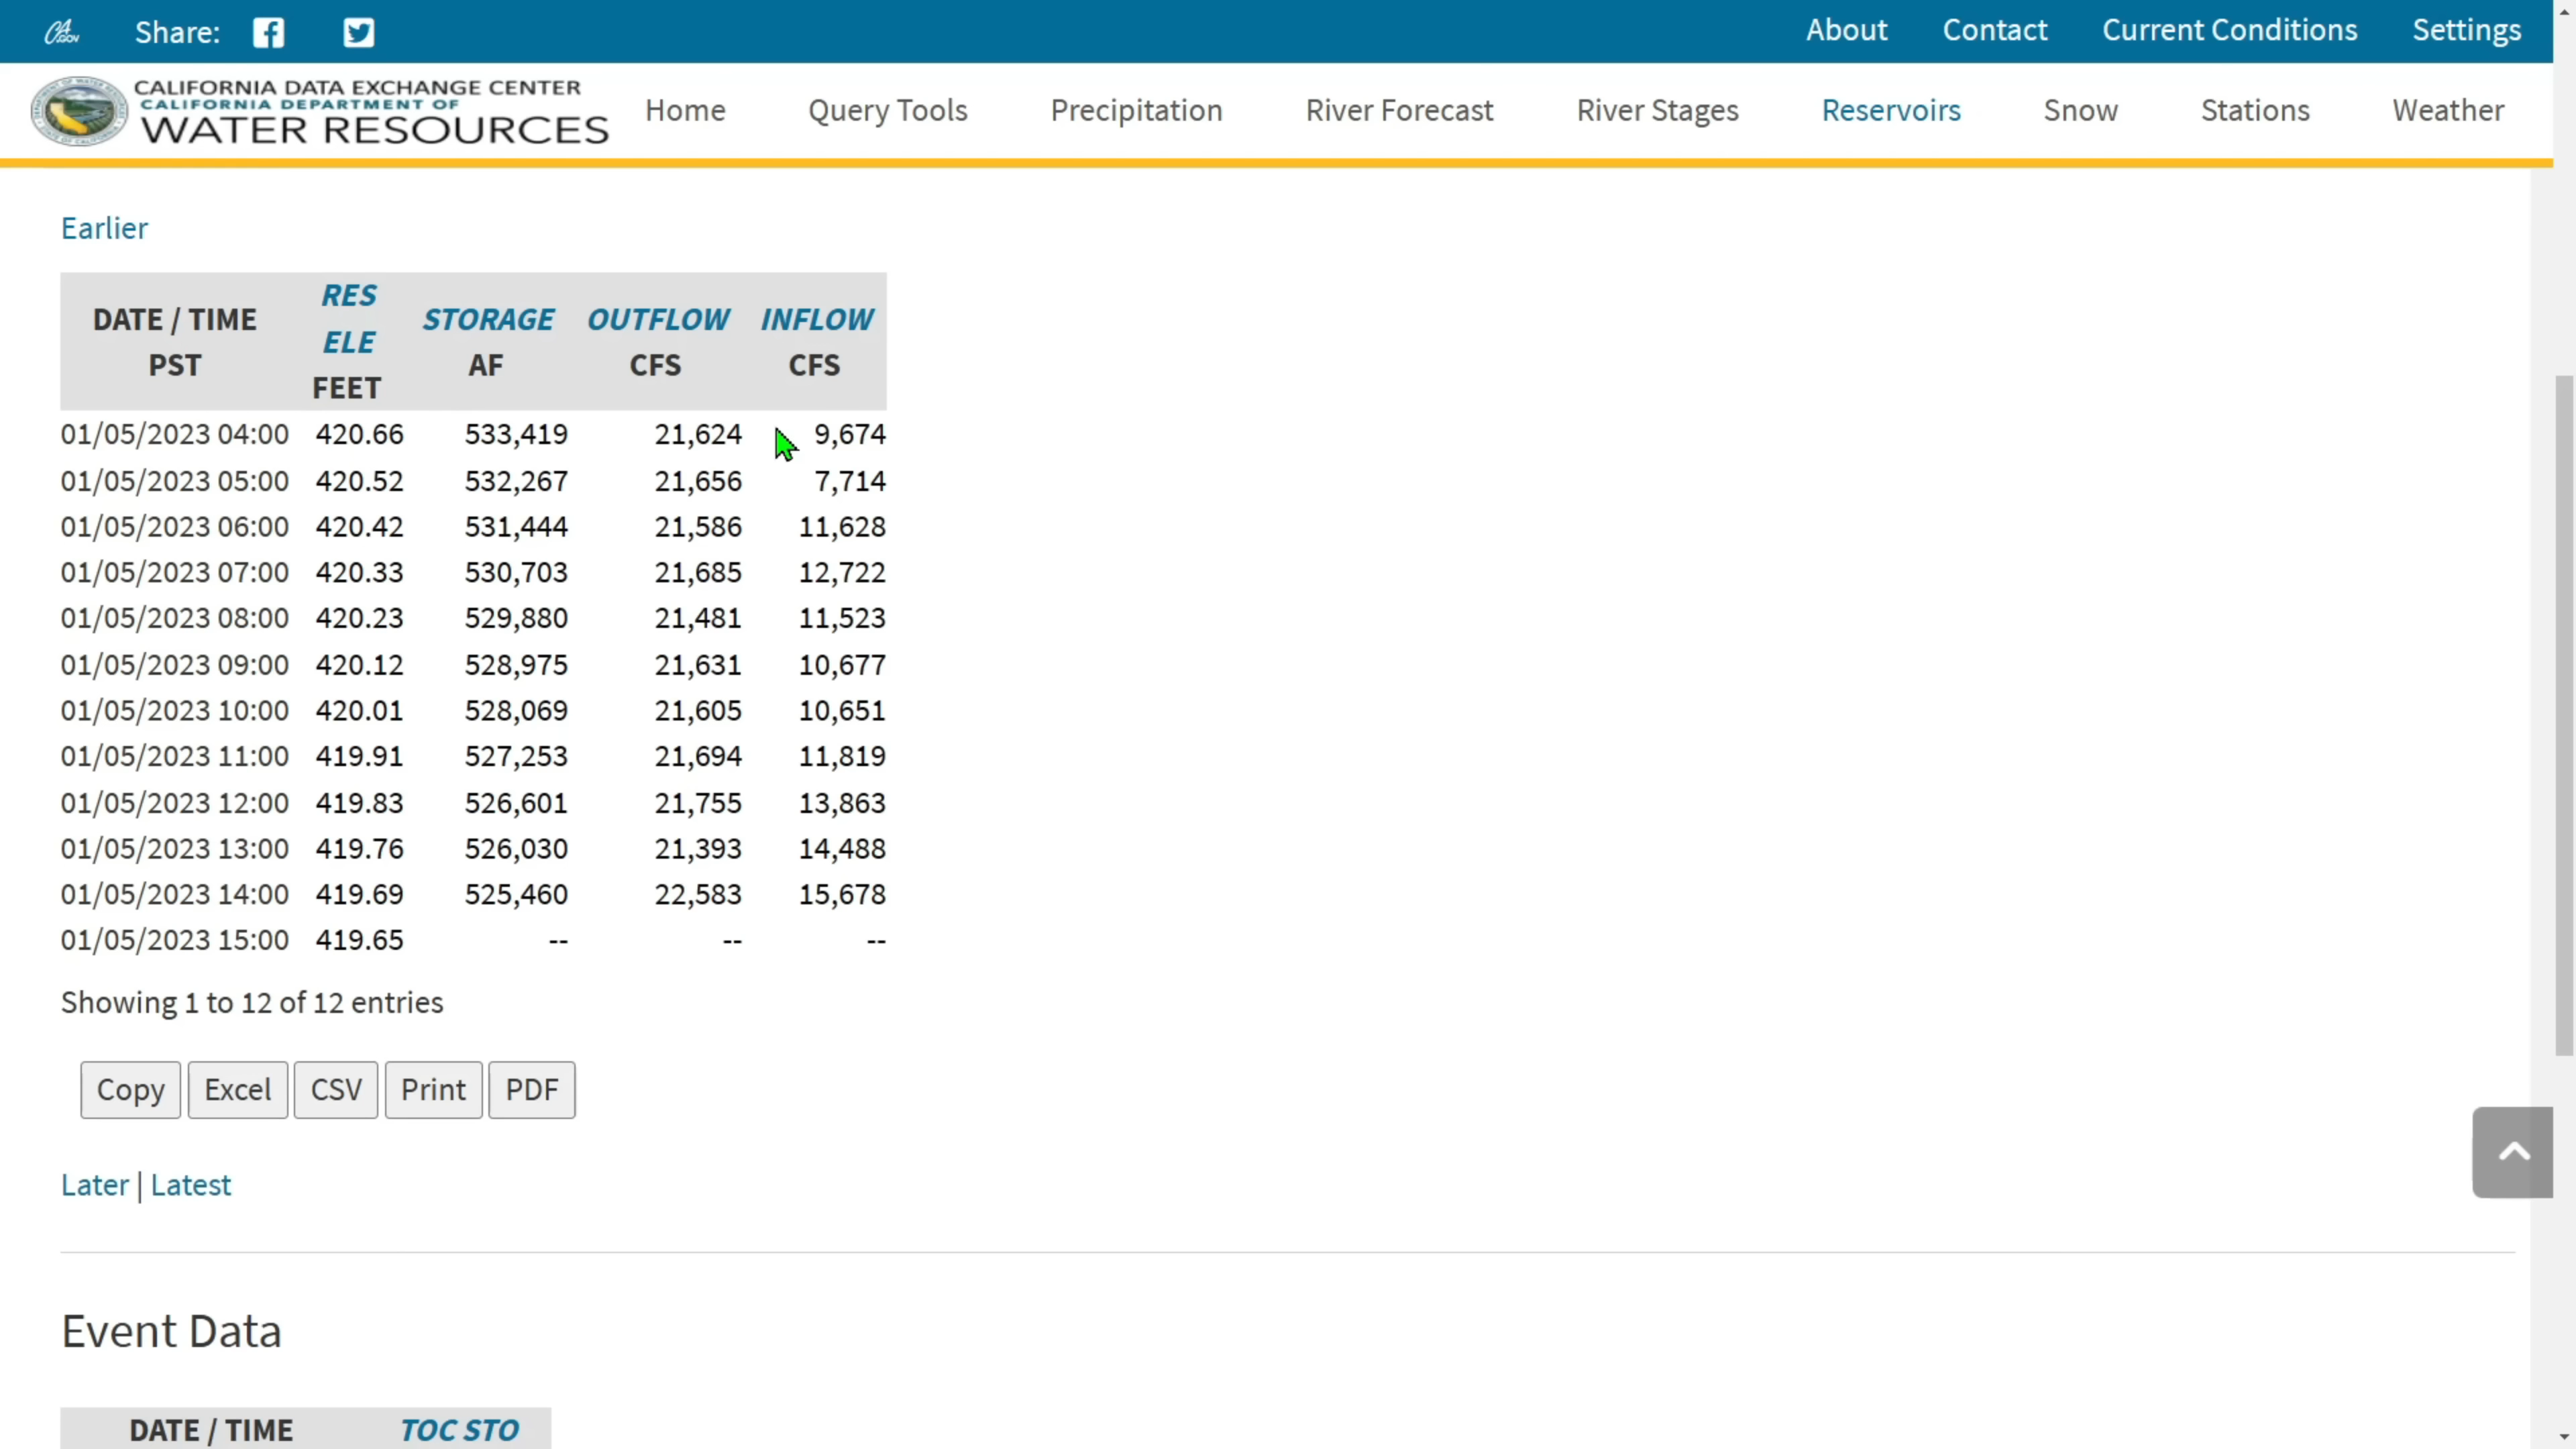 CA.GOV Share: About Contact Current Conditions Settings
CALIFORNIA DATA EXCHANGE CENTER
CALIFORNIA DEPARTMENT OF
WATER RESOURCES
Home Query Tools Precipitation River Forecast River Stages Reservoirs Snow Stations Weather
Earlier
DATE / TIME PST RES ELE FEET STORAGE AF OUTFLOW CFS INFLOW CFS
01/05/2023 04:00 420.66 533,419 21,624 9,674
01/05/2023 05:00 420.52 532,267 21,656 7,714
01/05/2023 06:00 420.42 531,444 21,586 11,628
01/05/2023 07:00 420.33 530,703 21,685 12,722
01/05/2023 08:00 420.23 529,880 21,481 11,523
01/05/2023 09:00 420.12 528,975 21,631 10,677
01/05/2023 10:00 420.01 528,069 21,605 10,651
01/05/2023 11:00 419.91 527,253 21,694 11,819
01/05/2023 12:00 419.83 526,601 21,755 13,863
01/05/2023 13:00 419.76 526,030 21,393 14,488
01/05/2023 14:00 419.69 525,460 22,583 15,678
01/05/2023 15:00 419.65 -- -- --
Showing 1 to 12 of 12 entries
Copy Excel CSV Print PDF
Later | Latest
Event Data
DATE / TIME TOC STO